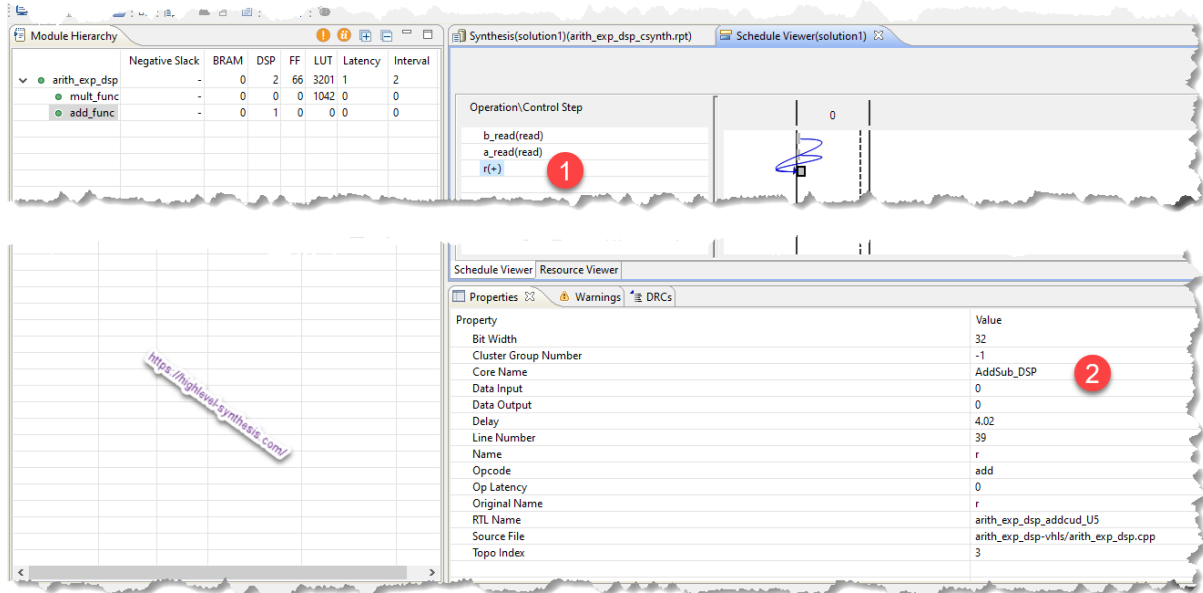 Module Hierarchy
Negative Slack BRAM DSP FF LUT Latency Interval
arith_exp_dsp - 0 2 66 3201 1 2
mult_func - 0 0 0 1042 0 0
add_func - 0 1 0 0 0 0
Synthesis(solution1)(arith_exp_dsp_csynth.rpt)
Schedule Viewer(solution1)
Operation\Control Step
0
b_read(read)
a_read(read)
r(+)
1
Schedule Viewer Resource Viewer
Properties Warnings DRCs
Property Value
Bit Width 32
Cluster Group Number -1
Core Name AddSub_DSP
2
Data Input 0
Data Output 0
Delay 4.02
Line Number 39
Name r
Opcode add
Op Latency 0
Original Name r
RTL Name arith_exp_dsp_addcud_U5
Source File arith_exp_dsp-vhls/arith_exp_dsp.cpp
Topo Index 3
https://highlevel-synthesis.com/